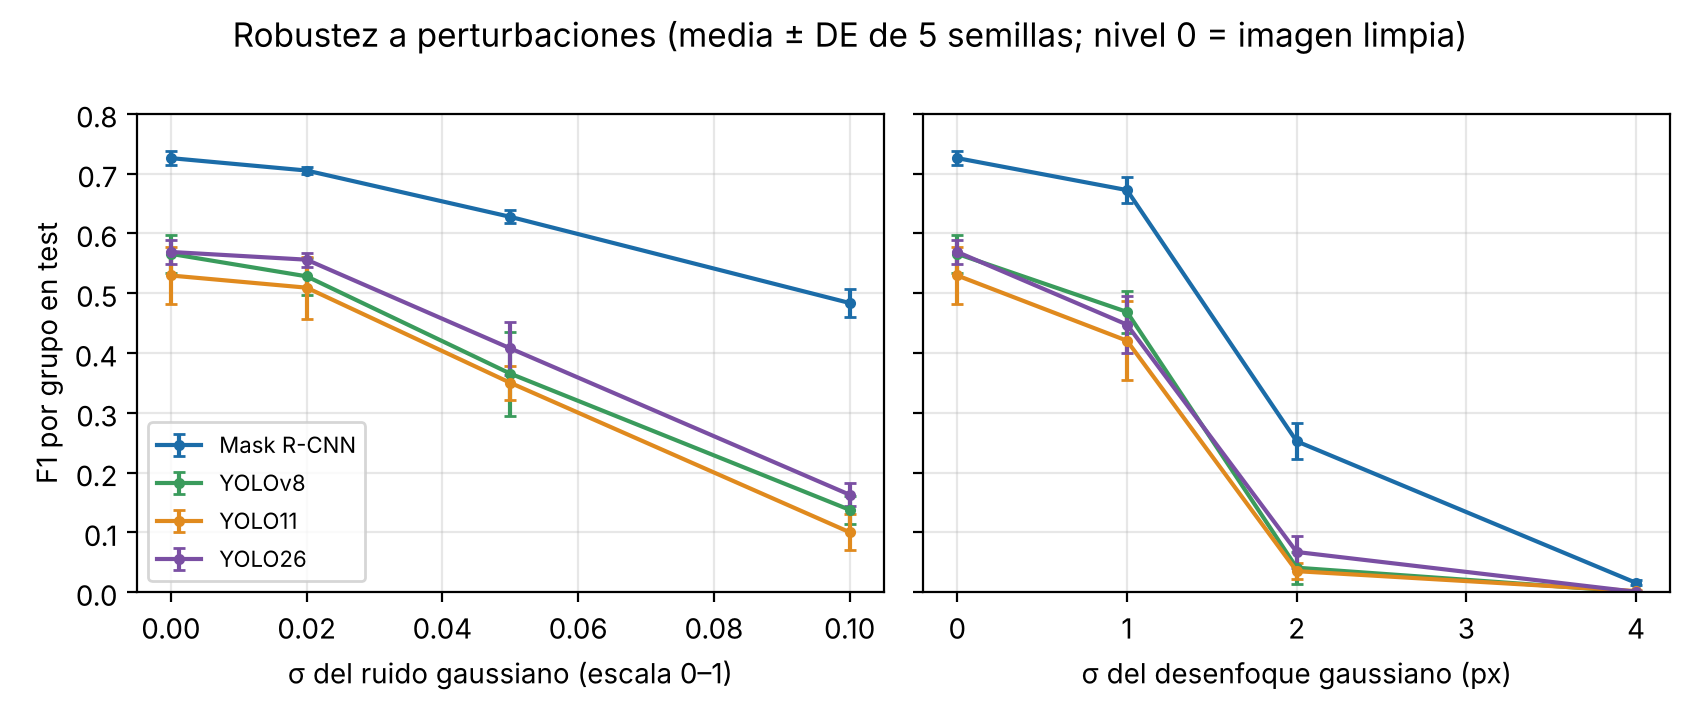 Robustez a perturbaciones (media ± DE de 5 semillas; nivel 0 = imagen limpia)
F1 por grupo en test
0.8
0.7
0.6
0.5
0.4
0.3
0.2
0.1
0.0
Mask R-CNN
YOLOv8
YOLO11
YOLO26
0.00 0.02 0.04 0.06 0.08 0.10
σ del ruido gaussiano (escala 0–1)
0 1 2 3 4
σ del desenfoque gaussiano (px)